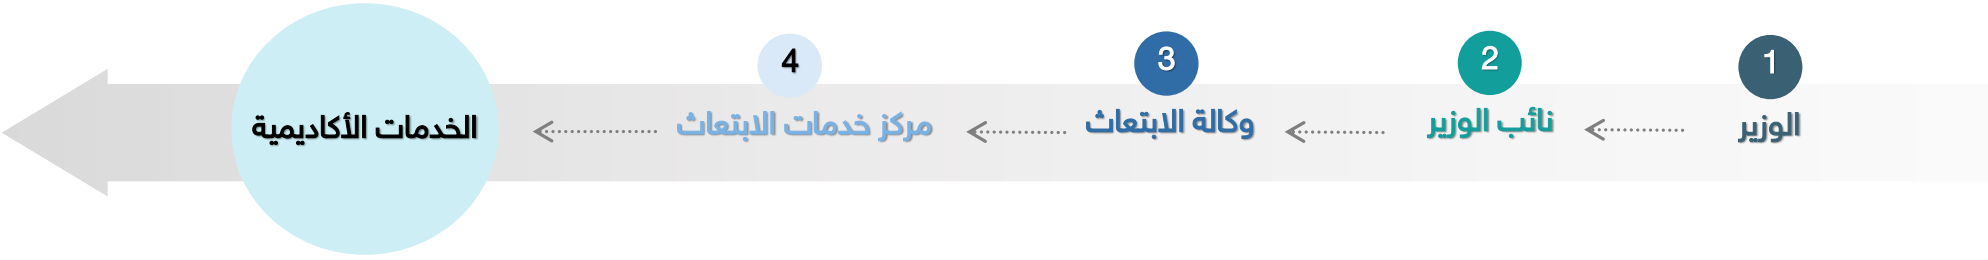 1
الوزير
2
نائب الوزير
3
وكالة الابتعاث
4
مركز خدمات الابتعاث
الخدمات الأكاديمية